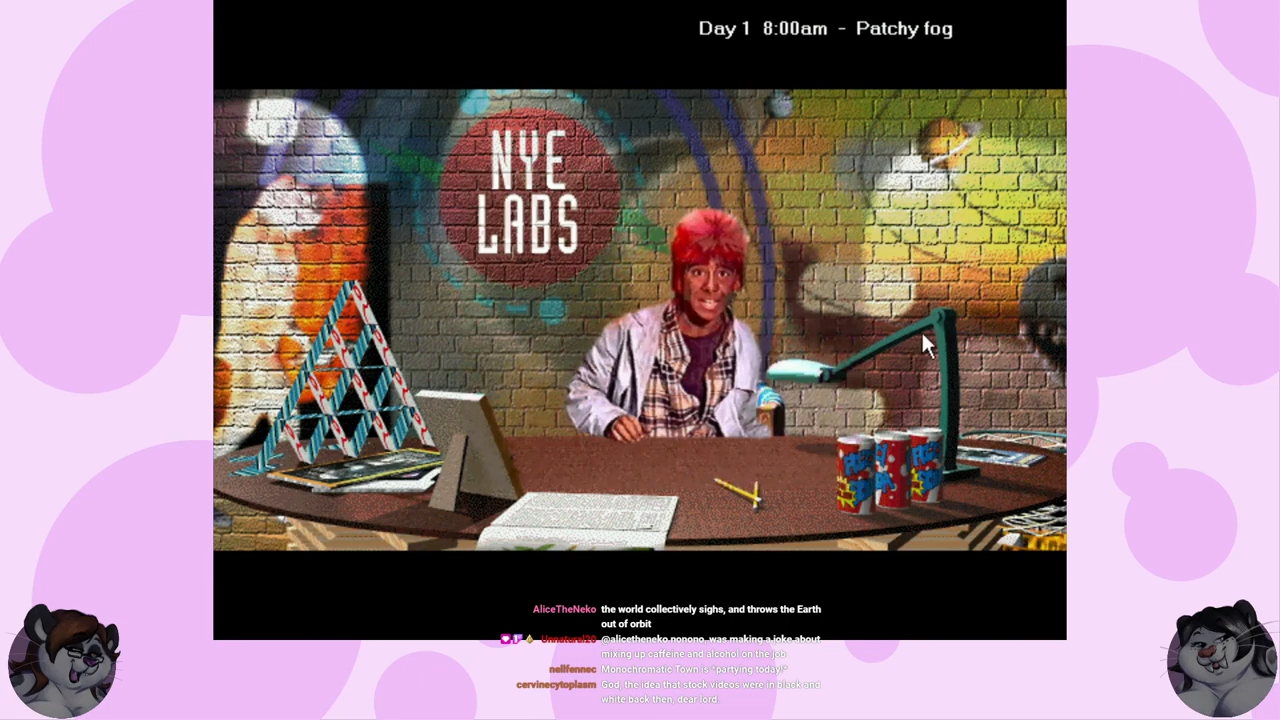 Day 1 8:00am - Patchy fog
NYE
LABS
AliceTheNeko the world collectively sighs, and throws the Earth
out of orbit
Unnatural20 @alicetheneko nonono, was making a joke about
mixing up caffeine and alcohol on the job
nellfennec Monochromatic Town is "partying today!"
cervinecytoplasm God, the idea that stock videos were in black and
white back then, dear lord.